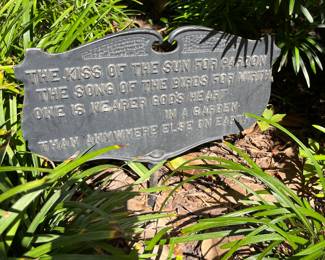 THE KISS OF THE SUN FOR PARDON
THE SONG OF THE BIRDS FOR MIRTH
ONE IS NEARER GODS HEART
IN A GARDEN
THAN ANYWHERE ELSE ON EARTH